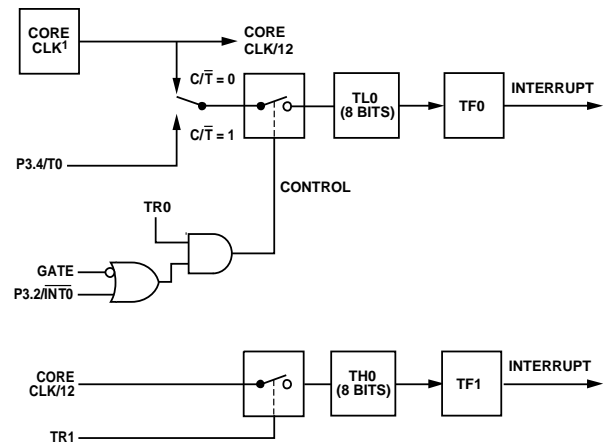 CORE
CLK¹
CORE
CLK/12
C/T̅ = 0
TL0
(8 BITS)
TF0
INTERRUPT
C/T̅ = 1
P3.4/T0
CONTROL
TR0
GATE
P3.2/I̅N̅T̅0̅
CORE
CLK/12
TH0
(8 BITS)
TF1
INTERRUPT
TR1